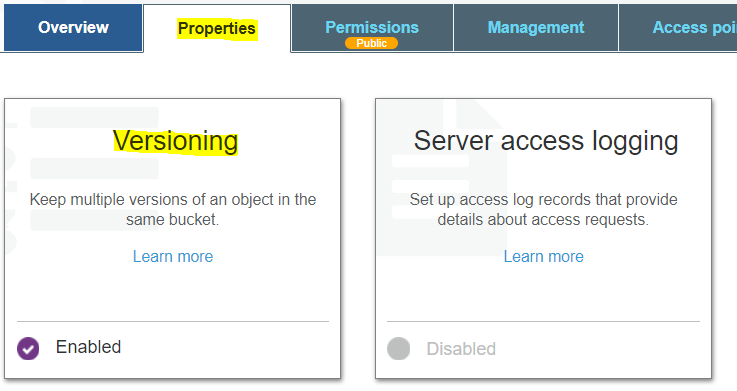 Overview
Properties
Permissions
Public
Management
Access poi
Versioning
Keep multiple versions of an object in the
same bucket.
Learn more
Enabled
Server access logging
Set up access log records that provide
details about access requests.
Learn more
Disabled